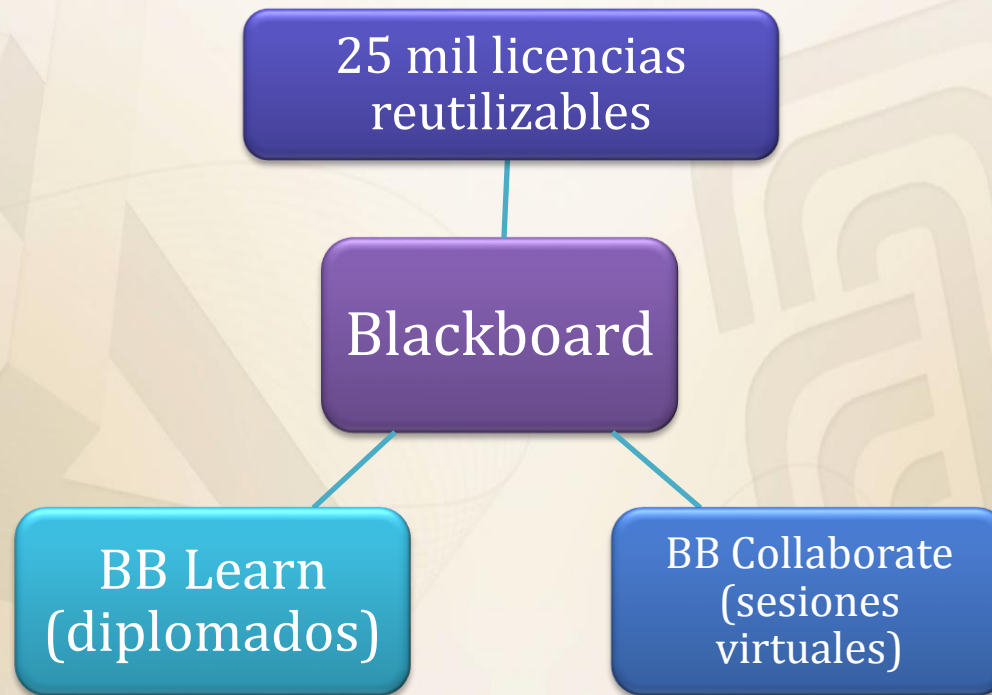 25 mil licencias
reutilizables
Blackboard
BB Learn
(diplomados)
BB Collaborate
(sesiones
virtuales)